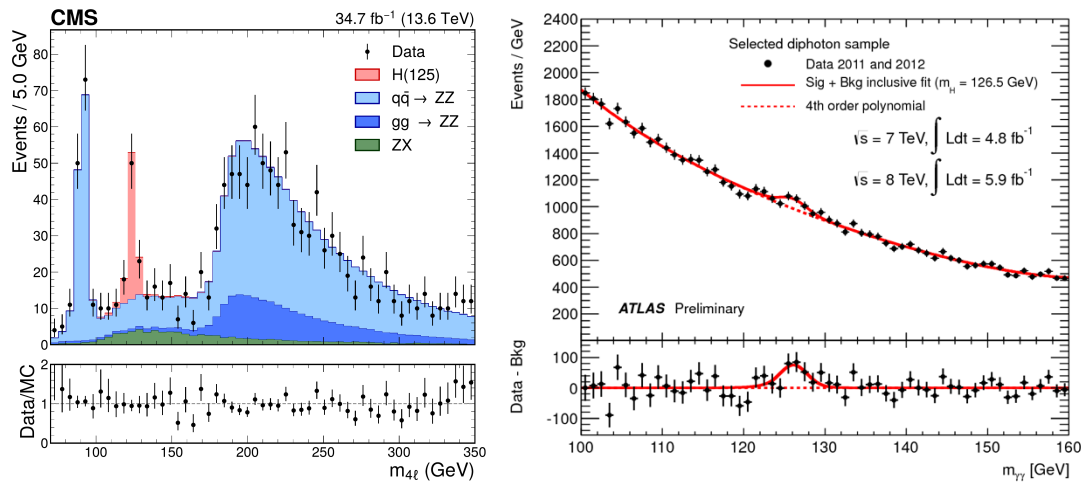 CMS
34.7 fb⁻¹ (13.6 TeV)
Events / 5.0 GeV
80
70
60
50
40
30
20
10
0
Data
H(125)
qq̄ → ZZ
gg → ZZ
ZX
Data/MC
2
1
0
100
150
200
250
300
350
m4ℓ (GeV)
Events / GeV
2400
2200
2000
1800
1600
1400
1200
1000
800
600
400
200
Selected diphoton sample
Data 2011 and 2012
Sig + Bkg inclusive fit (mH = 126.5 GeV)
4th order polynomial
√s = 7 TeV, ∫ Ldt = 4.8 fb⁻¹
√s = 8 TeV, ∫ Ldt = 5.9 fb⁻¹
ATLAS Preliminary
Data - Bkg
100
0
-100
100
110
120
130
140
150
160
mγγ [GeV]